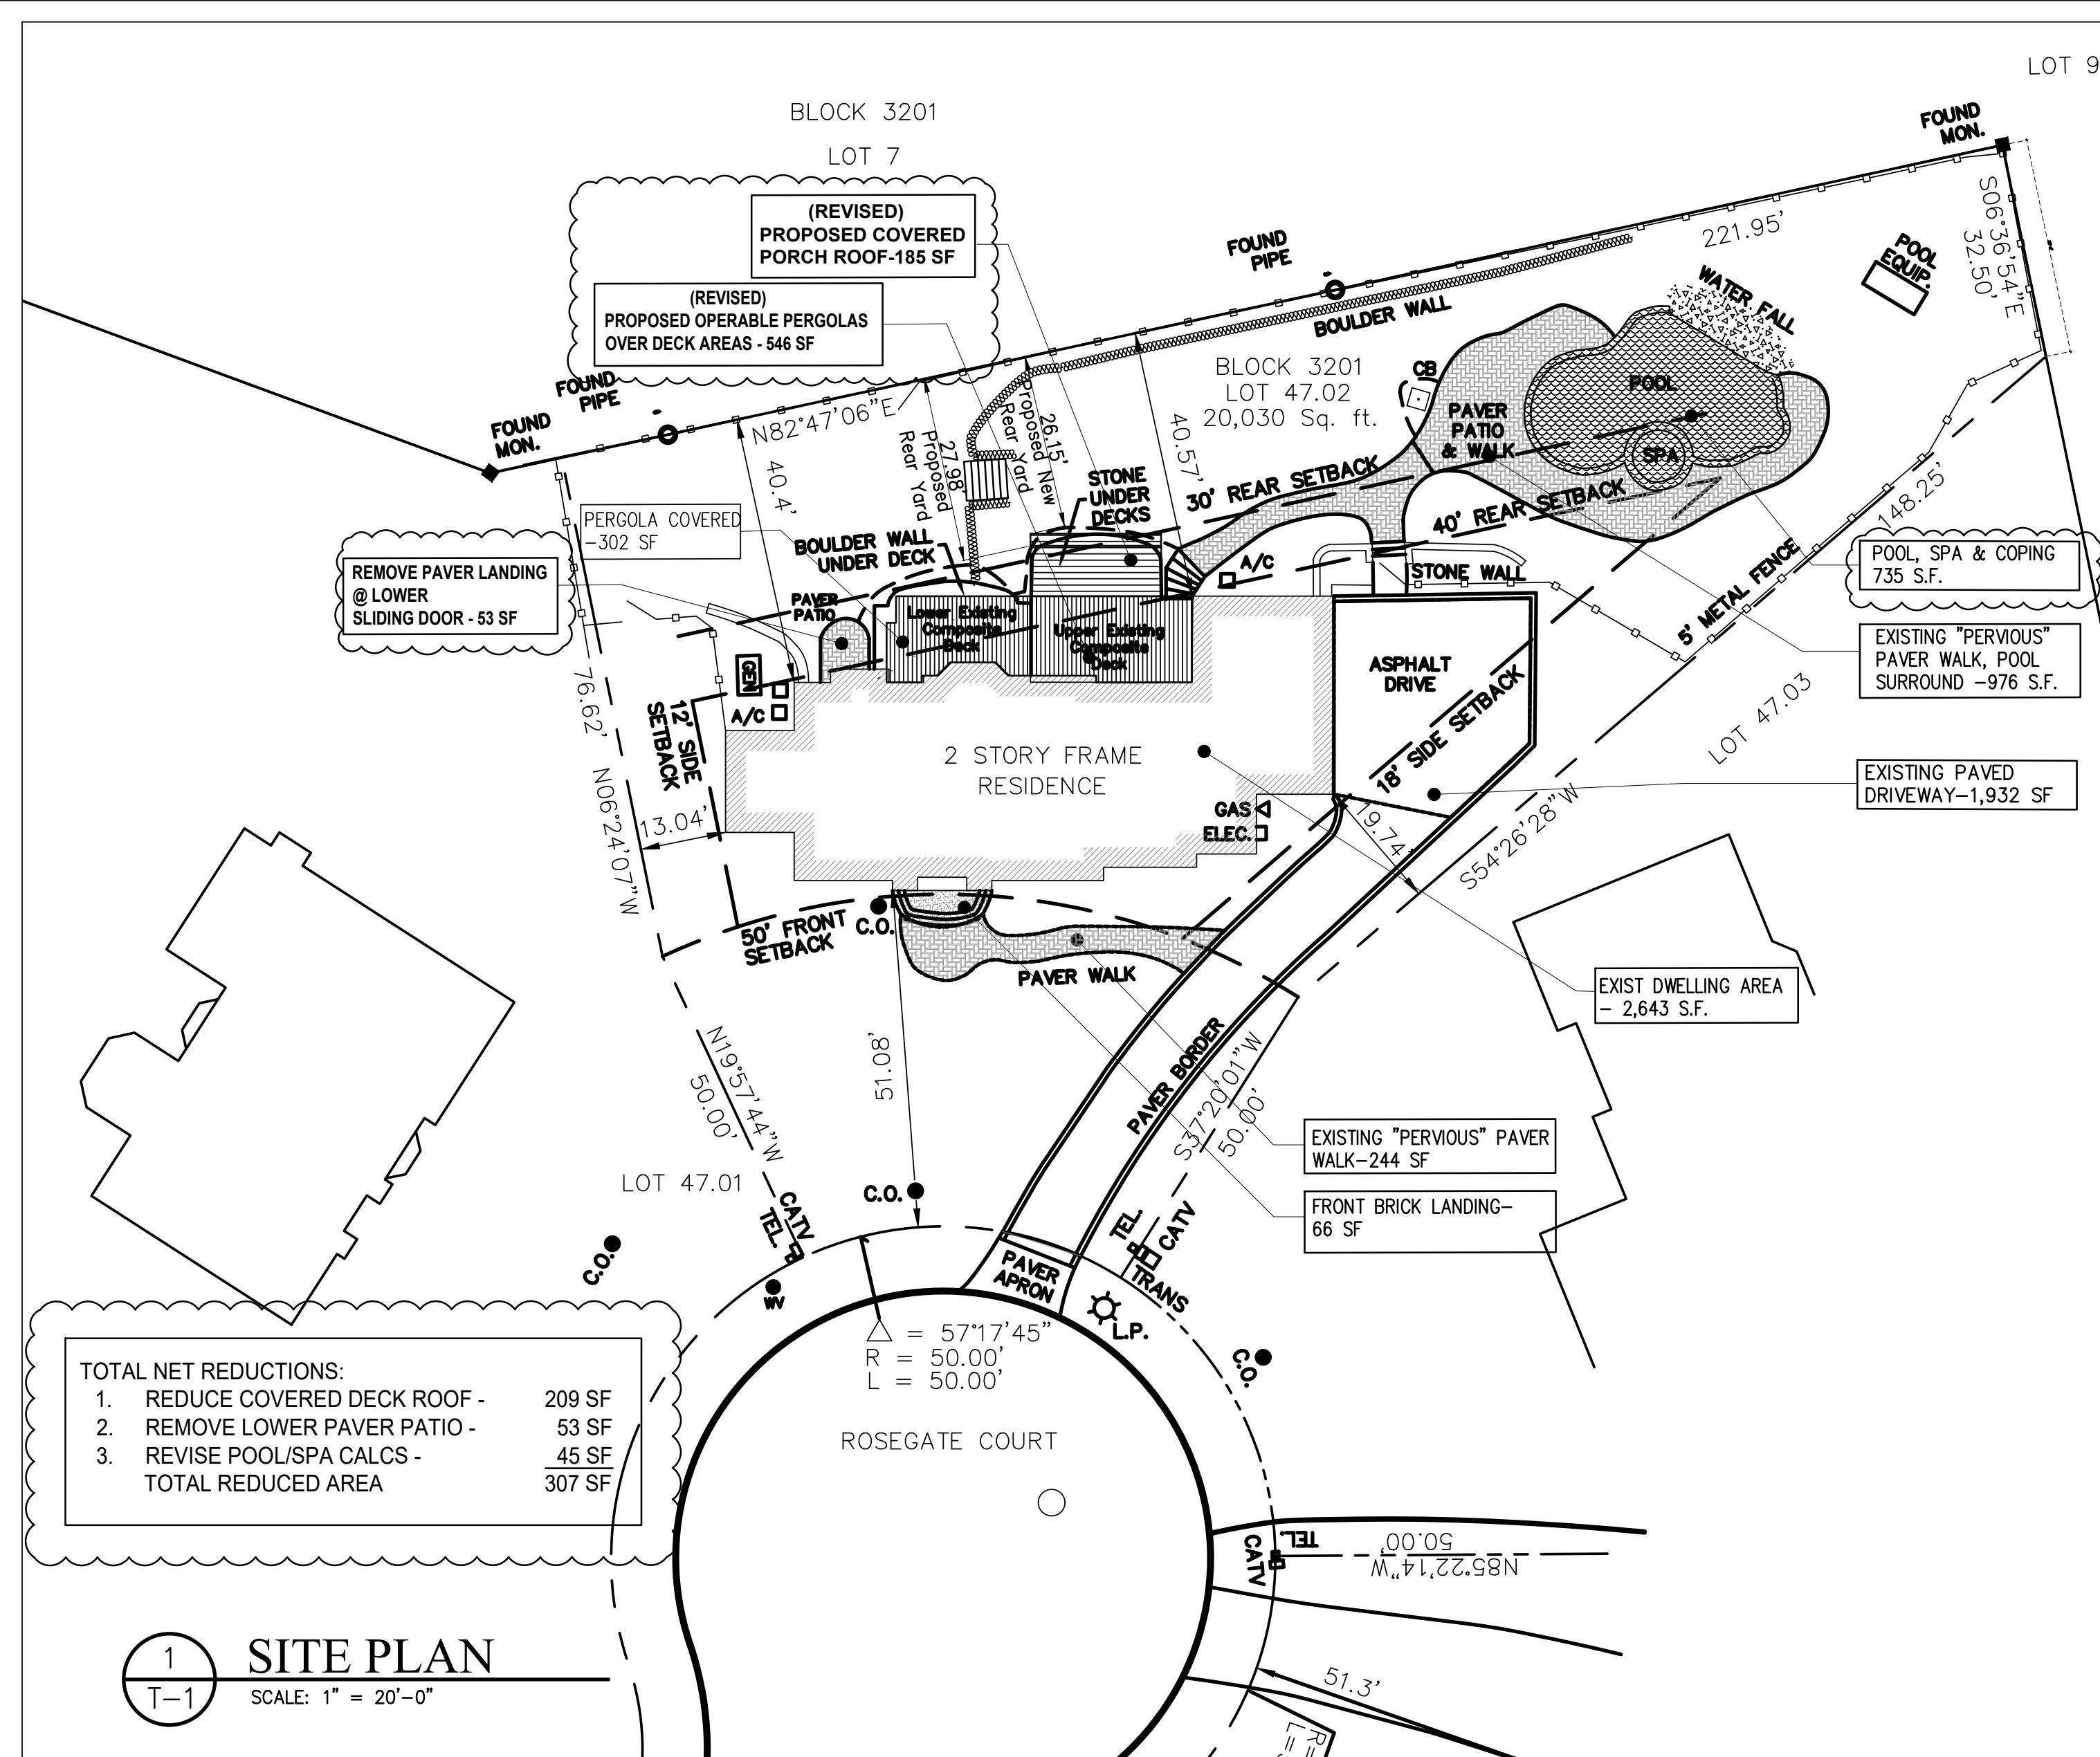 LOT 9
BLOCK 3201
LOT 7
(REVISED)
PROPOSED COVERED
PORCH ROOF-185 SF
(REVISED)
PROPOSED OPERABLE PERGOLAS
OVER DECK AREAS - 546 SF
FOUND
MON.
FOUND
PIPE
FOUND
PIPE
FOUND
MON.
S06°36'54"E
32.50'
221.95'
POOL
EQUIP.
WATER FALL
BOULDER WALL
BLOCK 3201
LOT 47.02
20,030 Sq. ft.
CB
POOL
SPA
PAVER
PATIO
& WALK
N82°47'06"E
40.4'
27.98'
Proposed
Rear Yard
26.15'
Proposed New
Rear Yard
40.57'
STONE
UNDER
DECKS
30' REAR SETBACK
40' REAR SETBACK
148.25'
PERGOLA COVERED
-302 SF
BOULDER WALL
UNDER DECK
REMOVE PAVER LANDING
@ LOWER
SLIDING DOOR - 53 SF
PAVER
PATIO
Lower Existing
Composite
Deck
Upper Existing
Composite
Deck
A/C
STONE WALL
5' METAL FENCE
POOL, SPA & COPING
735 S.F.
EXISTING "PERVIOUS"
PAVER WALK, POOL
SURROUND -976 S.F.
GEN
A/C
76.62'
N06°24'07"W
12' SIDE
SETBACK
13.04'
2 STORY FRAME
RESIDENCE
ASPHALT
DRIVE
18' SIDE SETBACK
LOT 47.03
EXISTING PAVED
DRIVEWAY-1,932 SF
GAS
ELEC.
19.74'
S54°26'28"W
50' FRONT
SETBACK
C.O.
PAVER WALK
EXIST DWELLING AREA
- 2,643 S.F.
N19°57'44"W
50.00'
51.08'
PAVER BORDER
S37°20'01"W
50.00'
EXISTING "PERVIOUS" PAVER
WALK-244 SF
FRONT BRICK LANDING-
66 SF
LOT 47.01
C.O.
C.O.
CATV
TEL.
WV
TEL.
CATV
TRANS
PAVER
APRON
L.P.
C.O.
△ = 57°17'45"
R = 50.00'
L = 50.00'
ROSEGATE COURT
TOTAL NET REDUCTIONS:
1. REDUCE COVERED DECK ROOF - 209 SF
2. REMOVE LOWER PAVER PATIO - 53 SF
3. REVISE POOL/SPA CALCS - 45 SF
TOTAL REDUCED AREA 307 SF
TEL.
CATV
50.00'
N85°22'14"W
51.3'
R=
1
T-1
SITE PLAN
SCALE: 1" = 20'-0"